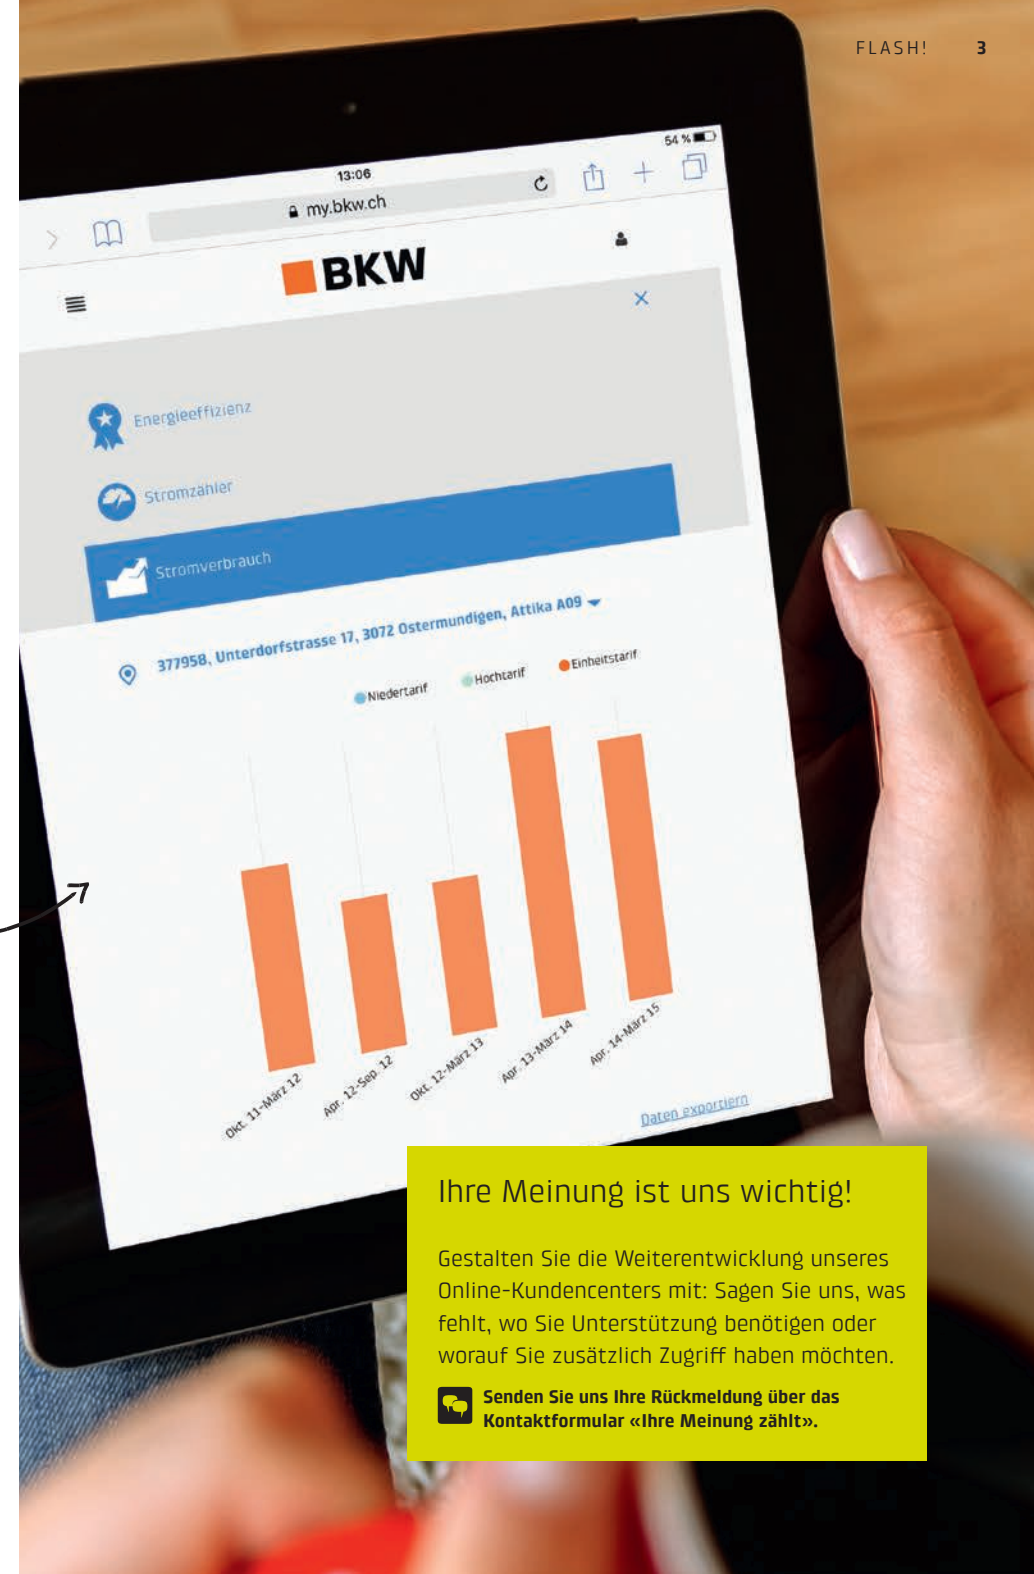 FLASH! 3
54 %
13:06
my.bkw.ch
BKW
Energieeffizienz
Stromzähler
Stromverbrauch
377958, Unterdorfstrasse 17, 3072 Ostermundigen, Attika A09
Niedertarif Hochtarif Einheitstarif
Okt. 11-März 12
Apr. 12-Sep. 12
Okt. 12-März 13
Apr. 13-März 14
Apr. 14-März 15
Daten exportiern
Ihre Meinung ist uns wichtig!
Gestalten Sie die Weiterentwicklung unseres
Online-Kundencenters mit: Sagen Sie uns, was
fehlt, wo Sie Unterstützung benötigen oder
worauf Sie zusätzlich Zugriff haben möchten.
Senden Sie uns Ihre Rückmeldung über das
Kontaktformular «Ihre Meinung zählt».